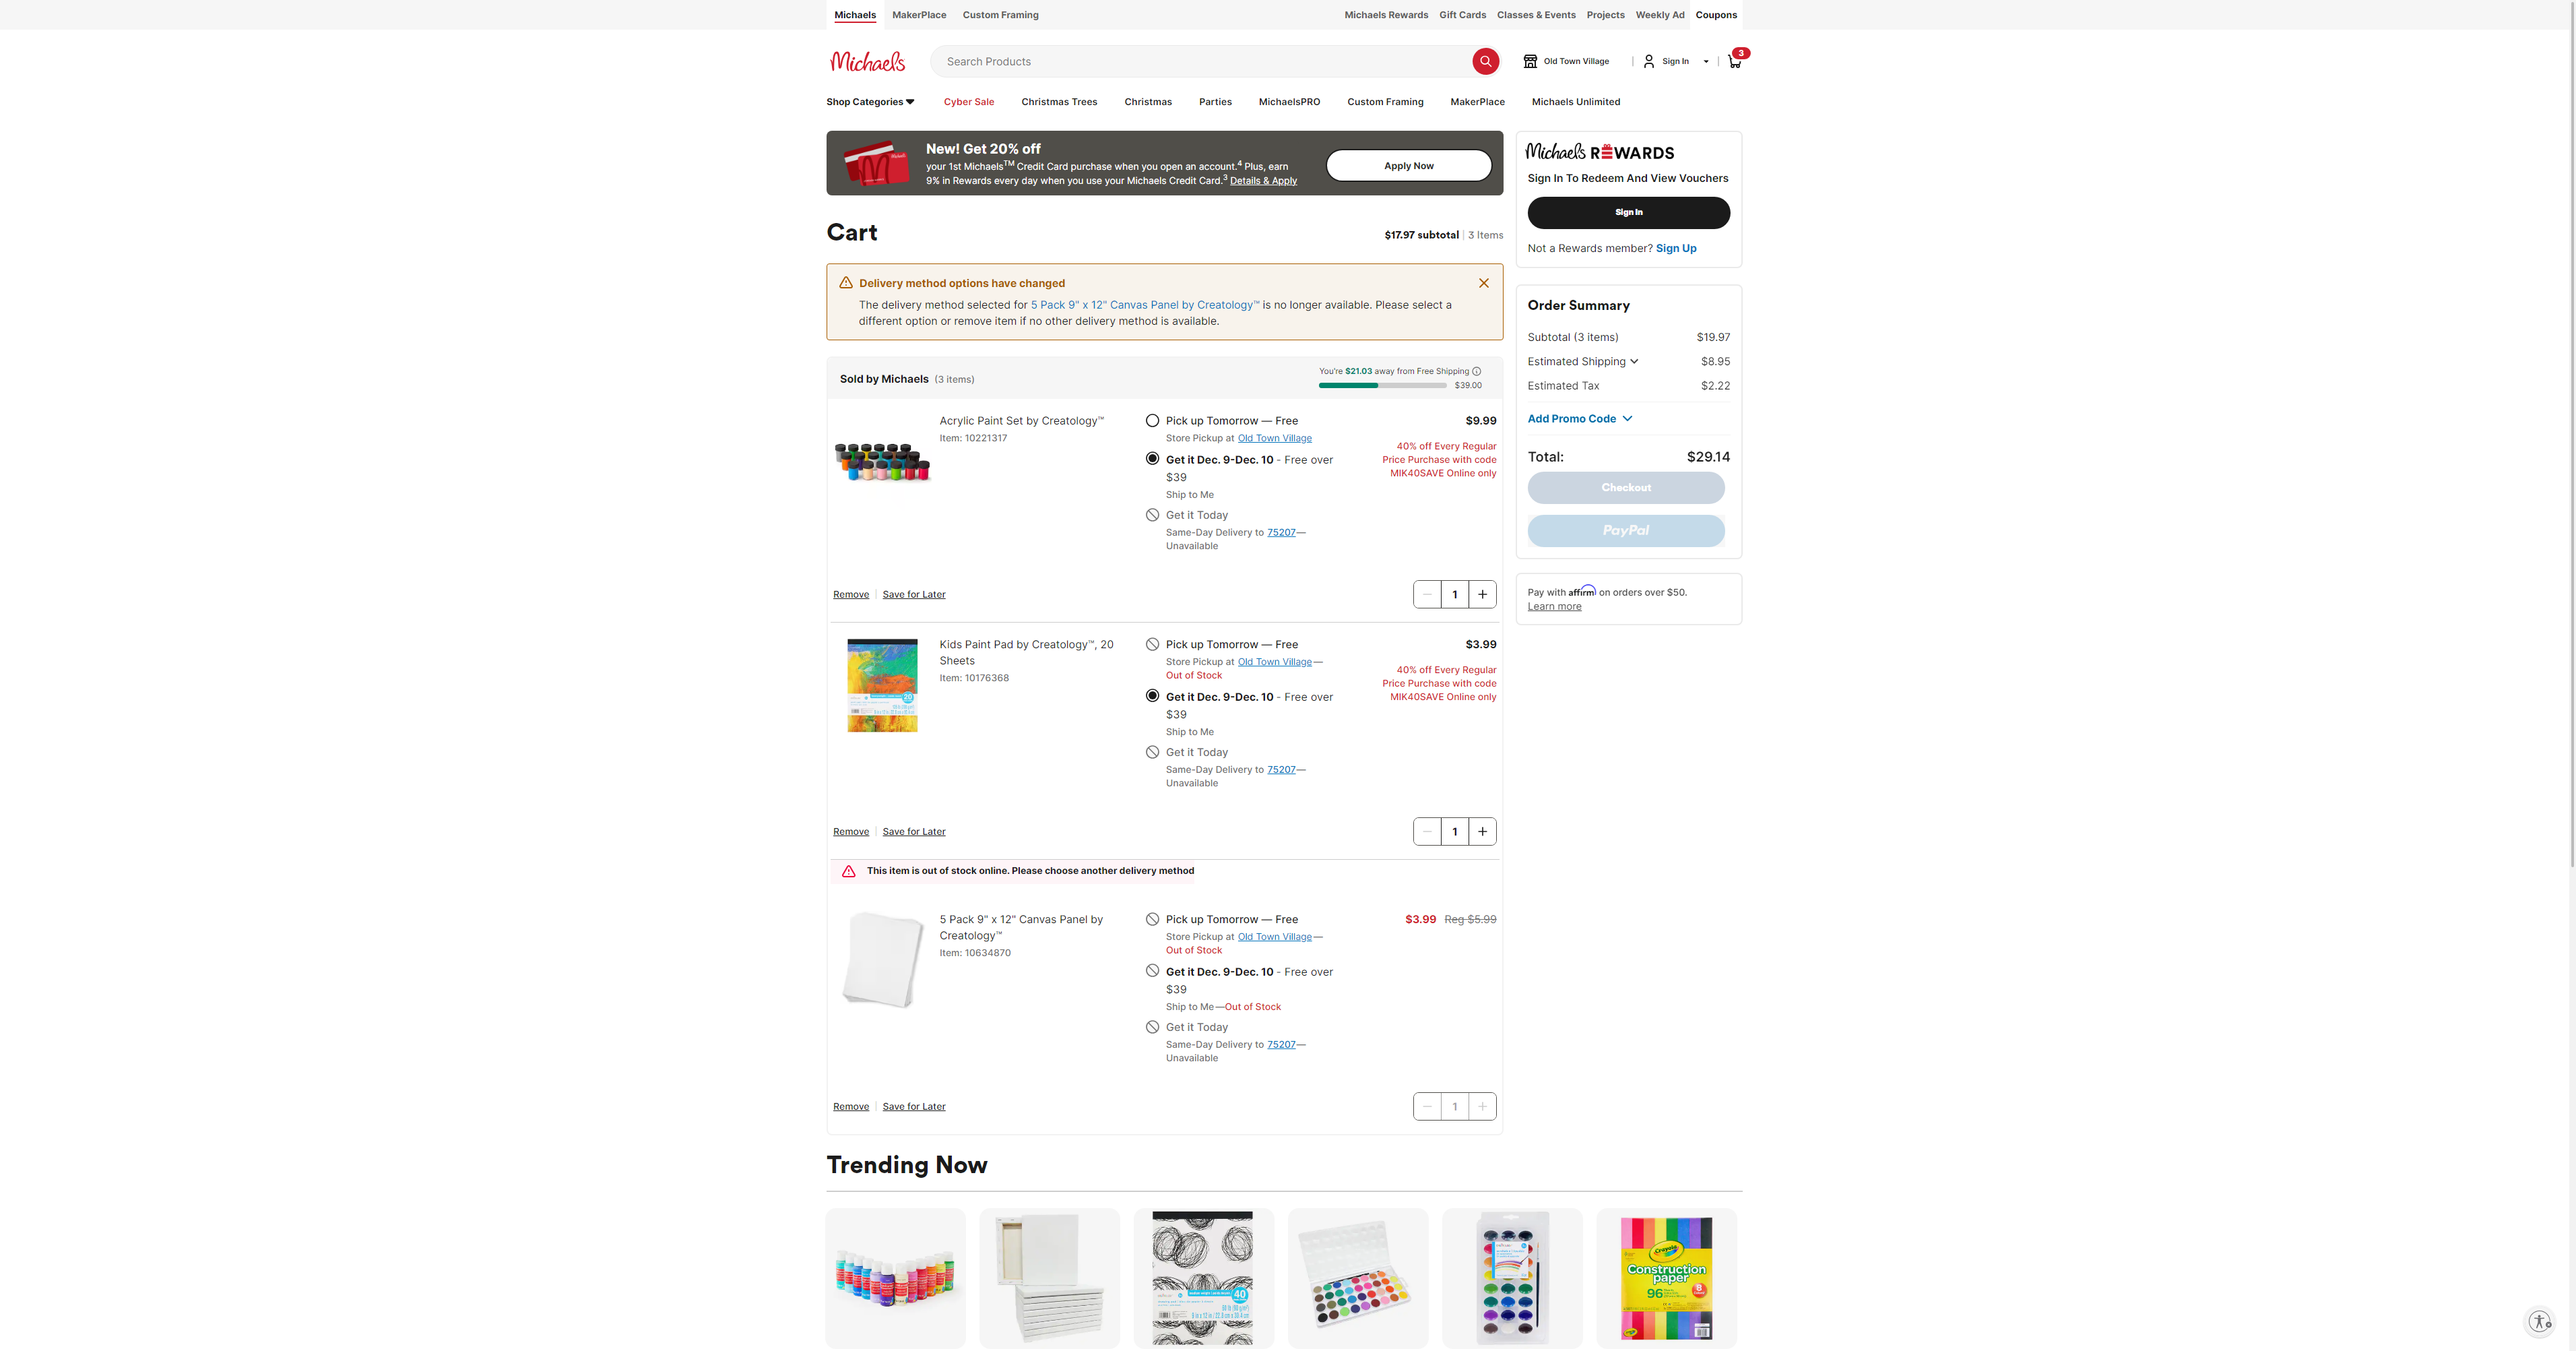 Michaels MakerPlace Custom Framing Michaels Rewards Gift Cards Classes & Events Projects Weekly Ad Coupons
Michaels Search Products Old Town Village | Sign In | 3
Shop Categories Cyber Sale Christmas Trees Christmas Parties MichaelsPRO Custom Framing MakerPlace Michaels Unlimited
New! Get 20% off
your 1st Michaels™ Credit Card purchase when you open an account.⁴ Plus, earn
9% in Rewards every day when you use your Michaels Credit Card.³ Details & Apply
Apply Now
Cart
$17.97 subtotal | 3 Items
Delivery method options have changed
The delivery method selected for 5 Pack 9" x 12" Canvas Panel by Creatology™ is no longer available. Please select a
different option or remove item if no other delivery method is available.
Sold by Michaels (3 items)
You're $21.03 away from Free Shipping
$39.00
Acrylic Paint Set by Creatology™
Item: 10221317
Pick up Tomorrow — Free
Store Pickup at Old Town Village
Get it Dec. 9-Dec. 10 - Free over
$39
Ship to Me
Get it Today
Same-Day Delivery to 75207—
Unavailable
$9.99
40% off Every Regular
Price Purchase with code
MIK40SAVE Online only
Remove | Save for Later
1
Kids Paint Pad by Creatology™, 20
Sheets
Item: 10176368
Pick up Tomorrow — Free
Store Pickup at Old Town Village—
Out of Stock
Get it Dec. 9-Dec. 10 - Free over
$39
Ship to Me
Get it Today
Same-Day Delivery to 75207—
Unavailable
$3.99
40% off Every Regular
Price Purchase with code
MIK40SAVE Online only
Remove | Save for Later
1
This item is out of stock online. Please choose another delivery method
5 Pack 9" x 12" Canvas Panel by
Creatology™
Item: 10634870
Pick up Tomorrow — Free
Store Pickup at Old Town Village—
Out of Stock
Get it Dec. 9-Dec. 10 - Free over
$39
Ship to Me—Out of Stock
Get it Today
Same-Day Delivery to 75207—
Unavailable
$3.99 Reg $5.99
Remove | Save for Later
1
Michaels REWARDS
Sign In To Redeem And View Vouchers
Sign In
Not a Rewards member? Sign Up
Order Summary
Subtotal (3 items) $19.97
Estimated Shipping $8.95
Estimated Tax $2.22
Add Promo Code
Total: $29.14
Checkout
PayPal
Pay with affirm on orders over $50.
Learn more
Trending Now
40
Crayola
Construction
paper
96